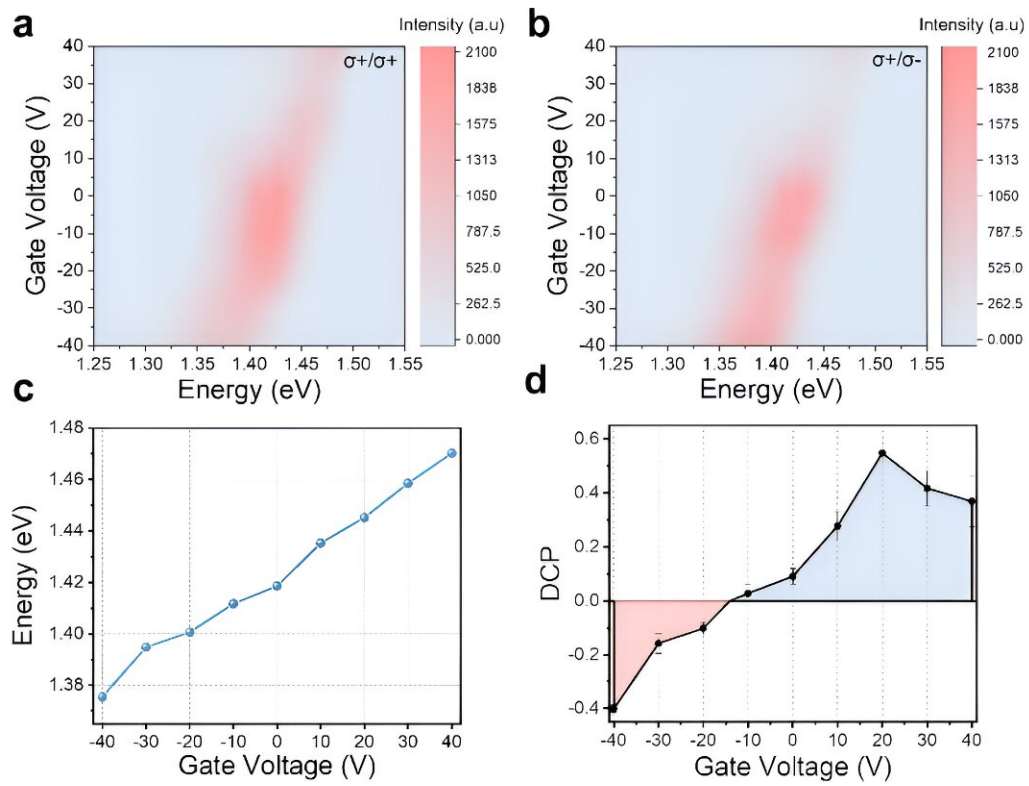 a
Intensity (a.u)
σ+/σ+
40
30
20
10
0
-10
-20
-30
-40
Gate Voltage (V)
1.25 1.30 1.35 1.40 1.45 1.50 1.55
Energy (eV)
2100
1838
1575
1313
1050
787.5
525.0
262.5
0.000
b
Intensity (a.u)
σ+/σ-
40
30
20
10
0
-10
-20
-30
-40
Gate Voltage (V)
1.25 1.30 1.35 1.40 1.45 1.50 1.55
Energy (eV)
2100
1838
1575
1313
1050
787.5
525.0
262.5
0.000
c
1.48
1.46
1.44
1.42
1.40
1.38
Energy (eV)
-40 -30 -20 -10 0 10 20 30 40
Gate Voltage (V)
d
0.6
0.4
0.2
0.0
-0.2
-0.4
DCP
-40 -30 -20 -10 0 10 20 30 40
Gate Voltage (V)